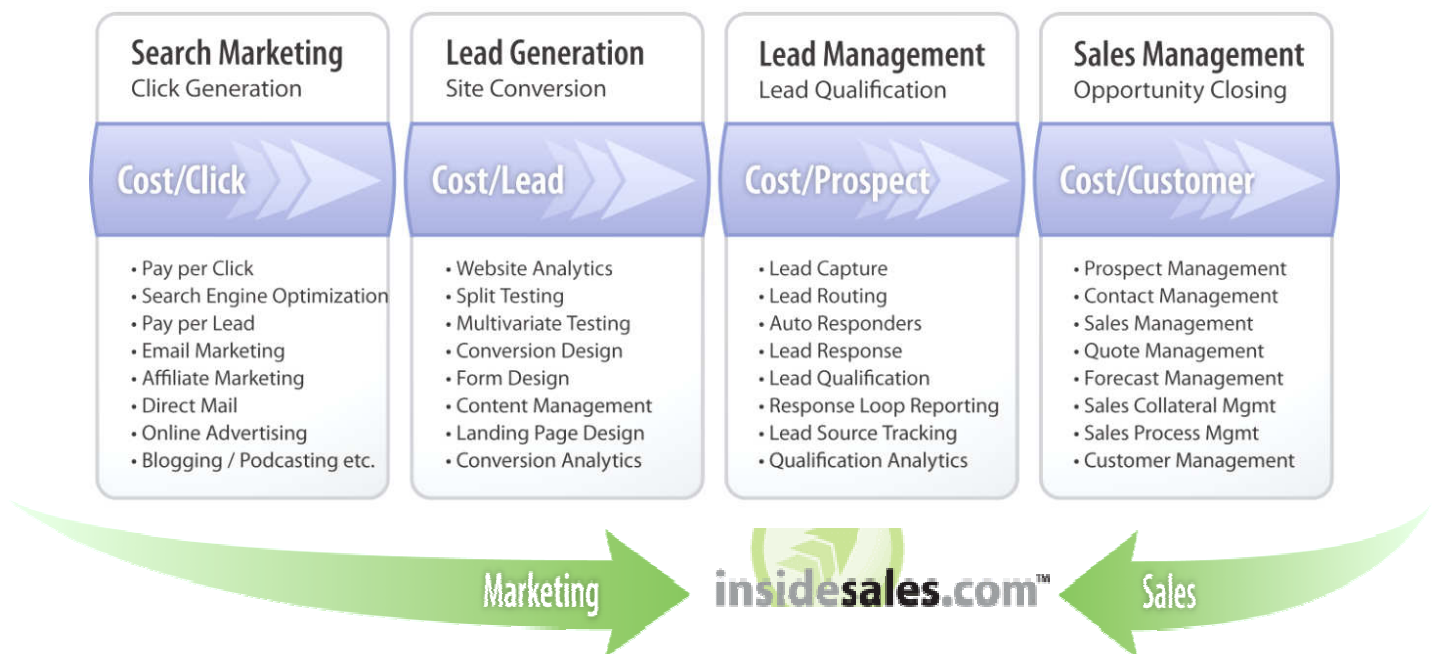 Search Marketing
Click Generation
Cost/Click
• Pay per Click
• Search Engine Optimization
• Pay per Lead
• Email Marketing
• Affiliate Marketing
• Direct Mail
• Online Advertising
• Blogging / Podcasting etc.
Lead Generation
Site Conversion
Cost/Lead
• Website Analytics
• Split Testing
• Multivariate Testing
• Conversion Design
• Form Design
• Content Management
• Landing Page Design
• Conversion Analytics
Lead Management
Lead Qualification
Cost/Prospect
• Lead Capture
• Lead Routing
• Auto Responders
• Lead Response
• Lead Qualification
• Response Loop Reporting
• Lead Source Tracking
• Qualification Analytics
Sales Management
Opportunity Closing
Cost/Customer
• Prospect Management
• Contact Management
• Sales Management
• Quote Management
• Forecast Management
• Sales Collateral Mgmt
• Sales Process Mgmt
• Customer Management
Marketing
insidesales.com™
Sales